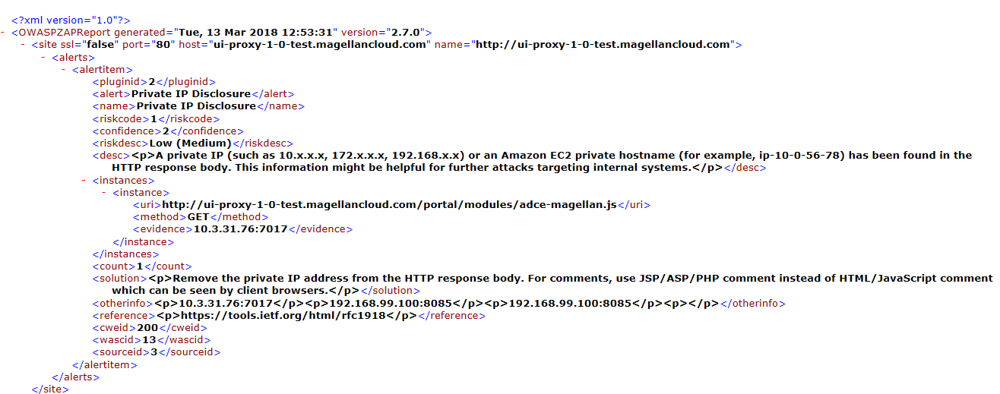 <?xml version="1.0"?>
- <OWASPZAPReport generated="Tue, 13 Mar 2018 12:53:31" version="2.7.0">
- <site ssl="false" port="80" host="ui-proxy-1-0-test.magellancloud.com" name="http://ui-proxy-1-0-test.magellancloud.com">
- <alerts>
- <alertitem>
<pluginid>2</pluginid>
<alert>Private IP Disclosure</alert>
<name>Private IP Disclosure</name>
<riskcode>1</riskcode>
<confidence>2</confidence>
<riskdesc>Low (Medium)</riskdesc>
<desc><p>A private IP (such as 10.x.x.x, 172.x.x.x, 192.168.x.x) or an Amazon EC2 private hostname (for example, ip-10-0-56-78) has been found in the
HTTP response body. This information might be helpful for further attacks targeting internal systems.</p></desc>
- <instances>
- <instance>
<uri>http://ui-proxy-1-0-test.magellancloud.com/portal/modules/adce-magellan.js</uri>
<method>GET</method>
<evidence>10.3.31.76:7017</evidence>
</instance>
</instances>
<count>1</count>
<solution><p>Remove the private IP address from the HTTP response body. For comments, use JSP/ASP/PHP comment instead of HTML/JavaScript comment
which can be seen by client browsers.</p></solution>
<otherinfo><p>10.3.31.76:7017</p><p>192.168.99.100:8085</p><p>192.168.99.100:8085</p><p></p></otherinfo>
<reference><p>https://tools.ietf.org/html/rfc1918</p></reference>
<cweid>200</cweid>
<wascid>13</wascid>
<sourceid>3</sourceid>
</alertitem>
</alerts>
</site>